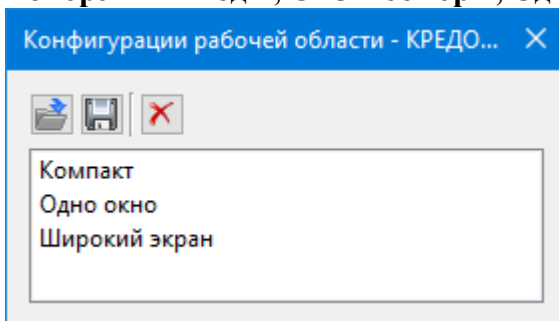 Конфигурации рабочей области - КРЕДО...
Компакт
Одно окно
Широкий экран